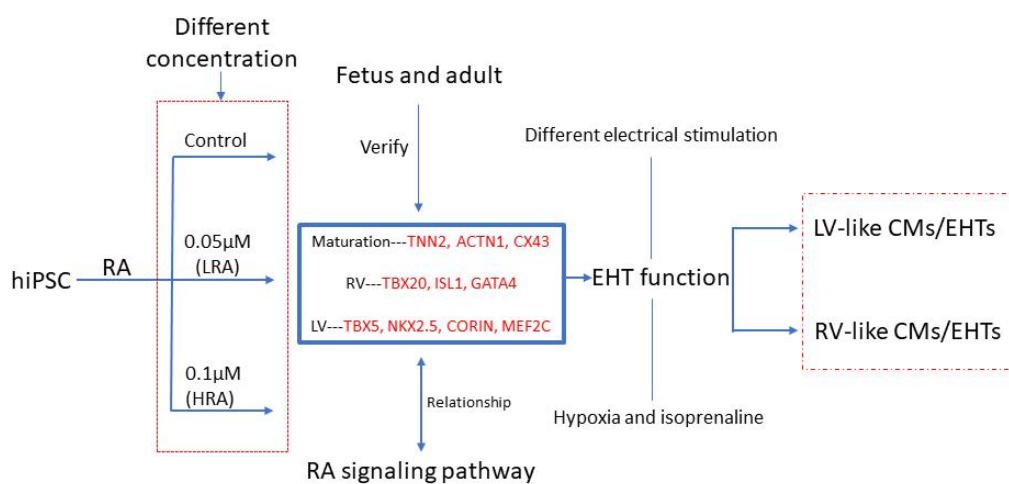 Different
concentration
Fetus and adult
Control
Verify
Different electrical stimulation
0.05μM
(LRA)
hiPSC
RA
Maturation---TNN2, ACTN1, CX43
RV---TBX20, ISL1, GATA4
LV---TBX5, NKX2.5, CORIN, MEF2C
EHT function
LV-like CMs/EHTs
RV-like CMs/EHTs
0.1μM
(HRA)
Relationship
Hypoxia and isoprenaline
RA signaling pathway